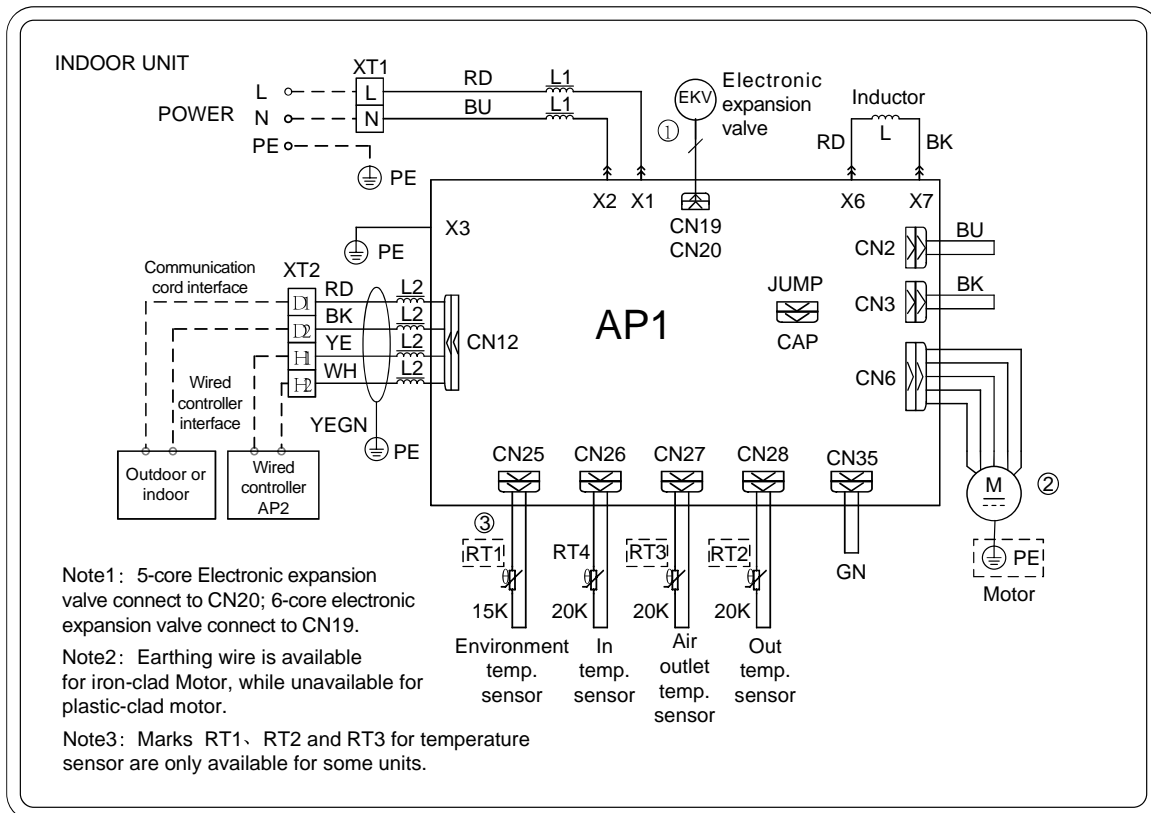 INDOOR UNIT
XT1
L
L
RD
L1
POWER
N
N
BU
L1
PE
PE
EKV
Electronic
expansion
valve
①
Inductor
L
RD
BK
X2
X1
CN19
CN20
X6
X7
X3
PE
CN2
BU
JUMP
CAP
CN3
BK
AP1
CN6
Communication
cord interface
XT2
D1
RD
L2
D2
BK
L2
H1
YE
L2
H2
WH
L2
CN12
Wired
controller
interface
YEGN
PE
Outdoor or
indoor
Wired
controller
AP2
CN25
CN26
CN27
CN28
CN35
M
②
PE
Motor
③
RT1
RT4
RT3
RT2
GN
15K
20K
20K
20K
Environment
temp.
sensor
In
temp.
sensor
Air
outlet
temp.
sensor
Out
temp.
sensor
Note1: 5-core Electronic expansion
valve connect to CN20; 6-core electronic
expansion valve connect to CN19.
Note2: Earthing wire is available
for iron-clad Motor, while unavailable for
plastic-clad motor.
Note3: Marks RT1、RT2 and RT3 for temperature
sensor are only available for some units.